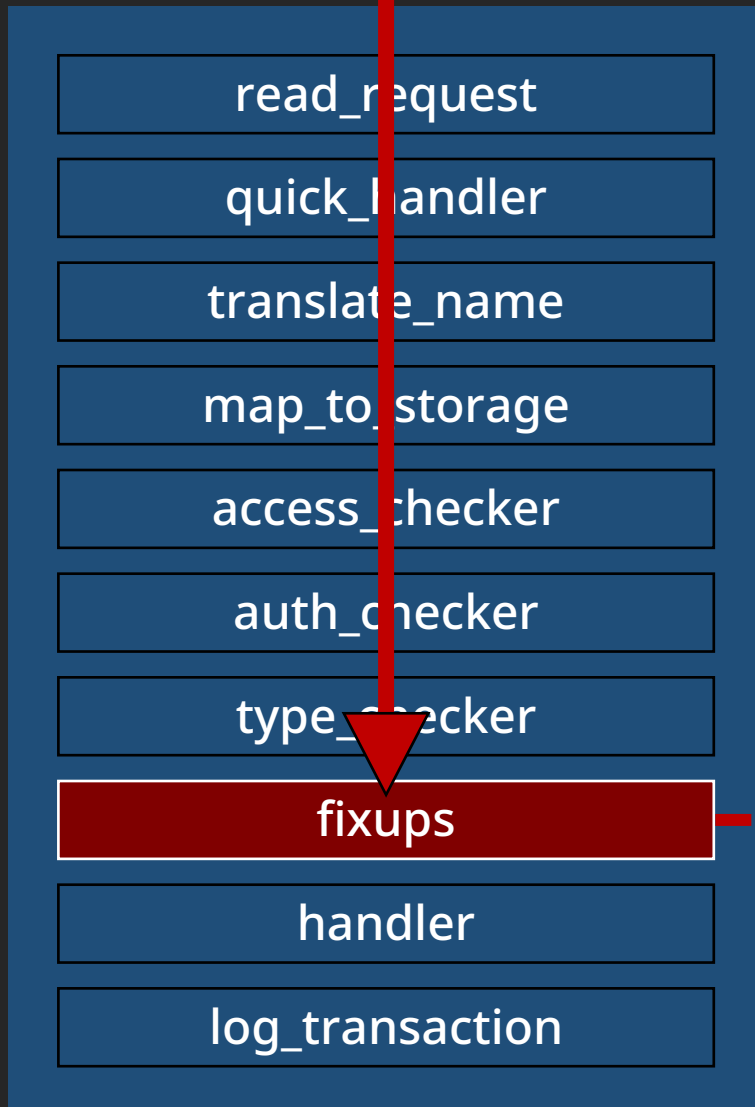 read_request
quick_handler
translate_name
map_to_storage
access_checker
auth_checker
type_checker
fixups
handler
log_transaction